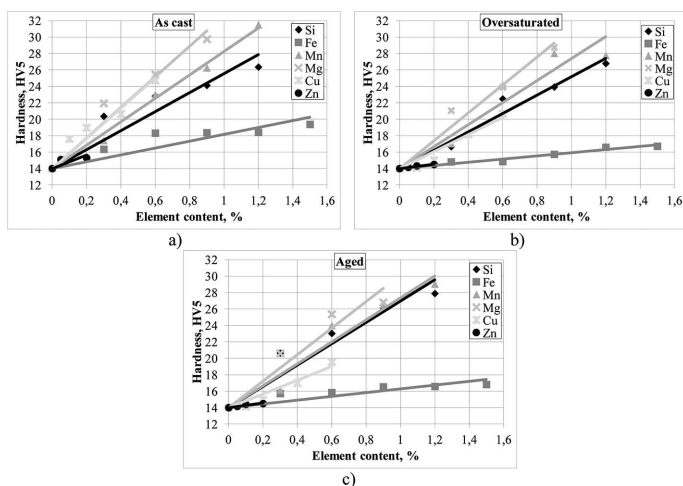 As cast
Hardness, HV5
30
28
26
24
22
20
18
16
14
12
0 0,2 0,4 0,6 0,8 1 1,2 1,4 1,6
Element content, %
Si
Fe
Mn
Mg
Cu
Zn
a)
Oversaturated
Hardness, HV5
32
30
28
26
24
22
20
18
16
14
12
0 0,2 0,4 0,6 0,8 1 1,2 1,4 1,6
Element content, %
Si
Fe
Mn
Mg
Cu
Zn
b)
Aged
Hardness, HV5
32
30
28
26
24
22
20
18
16
14
12
0 0,2 0,4 0,6 0,8 1 1,2 1,4 1,6
Element content, %
Si
Fe
Mn
Mg
Cu
Zn
c)